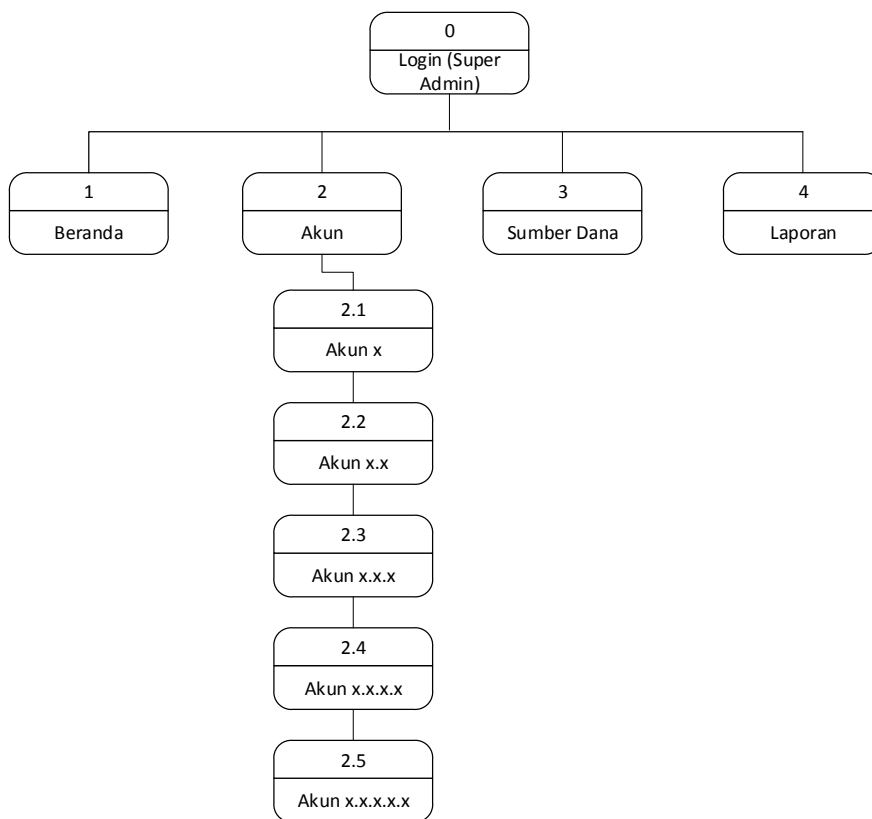 0
Login (Super
Admin)
1
Beranda
2
Akun
3
Sumber Dana
4
Laporan
2.1
Akun x
2.2
Akun x.x
2.3
Akun x.x.x
2.4
Akun x.x.x.x
2.5
Akun x.x.x.x.x